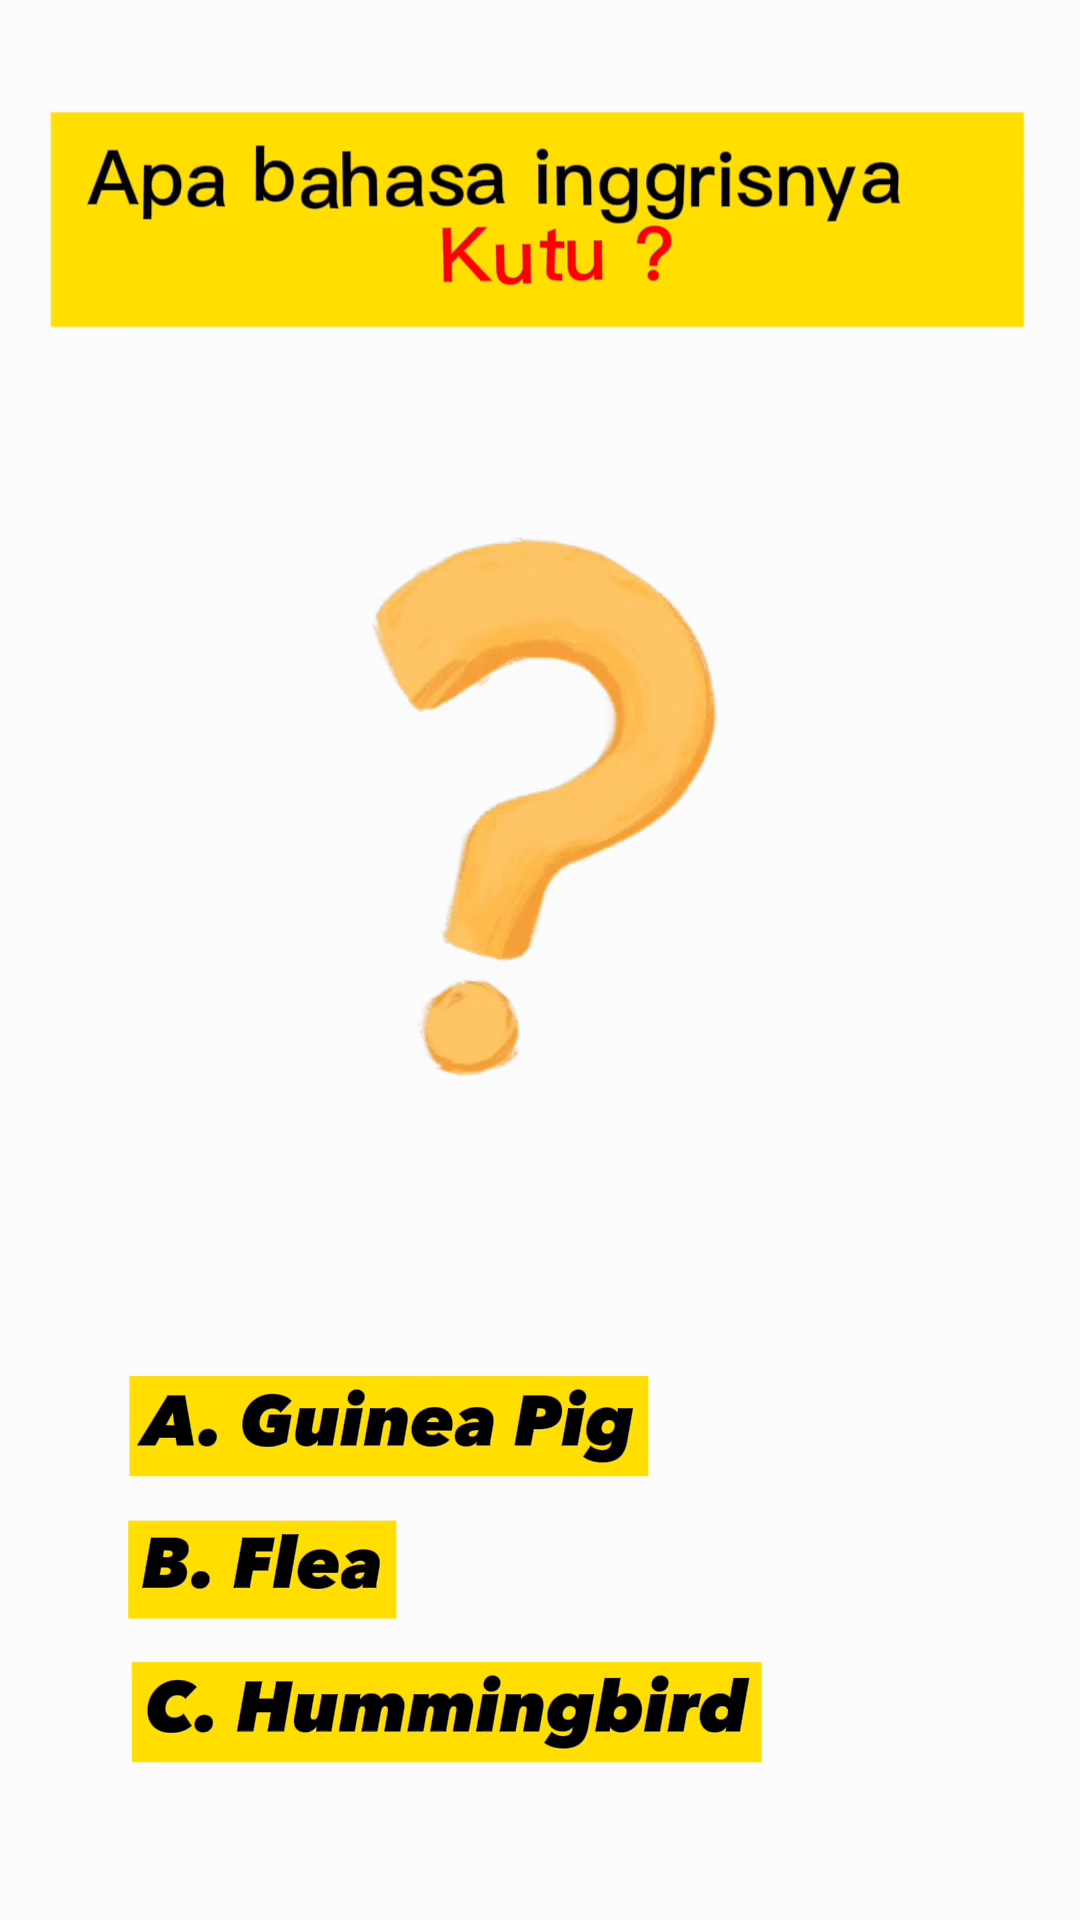 Apa bahasa inggrisnya
Kutu ?
A. Guinea Pig
B. Flea
C. Hummingbird